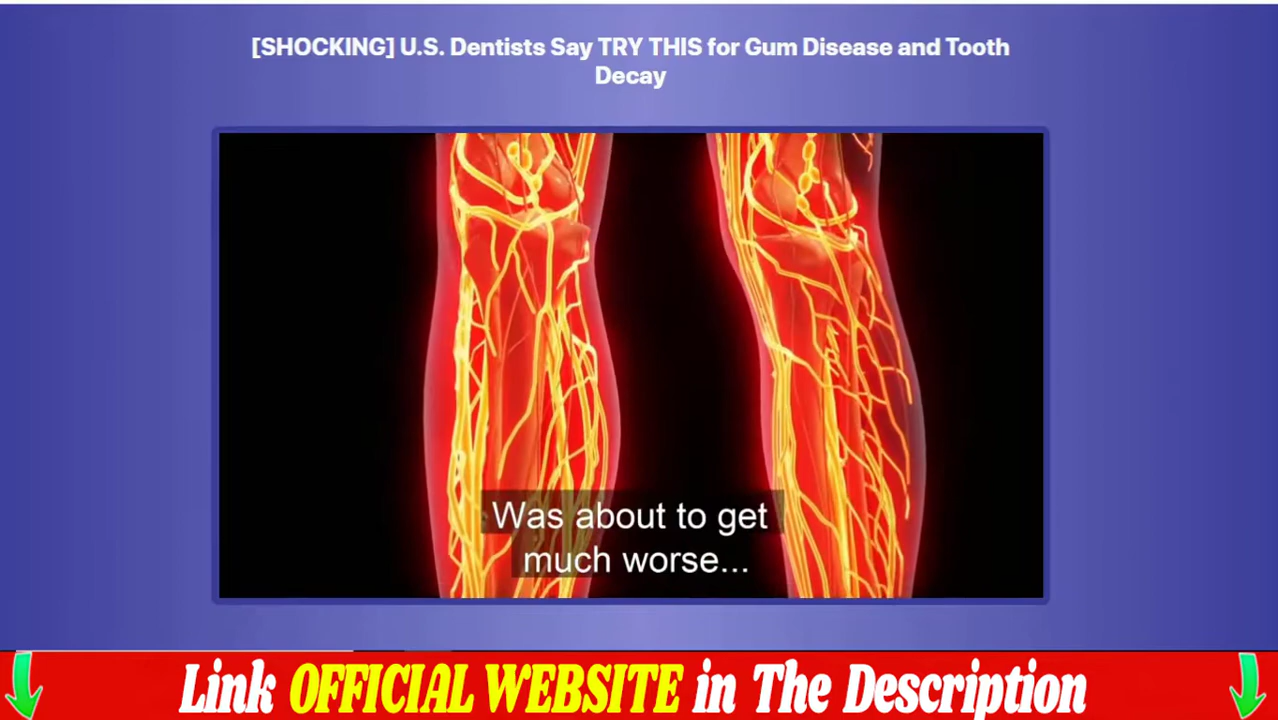 [SHOCKING] U.S. Dentists Say TRY THIS for Gum Disease and Tooth
Decay
Was about to get
much worse...
Link OFFICIAL WEBSITE in The Description